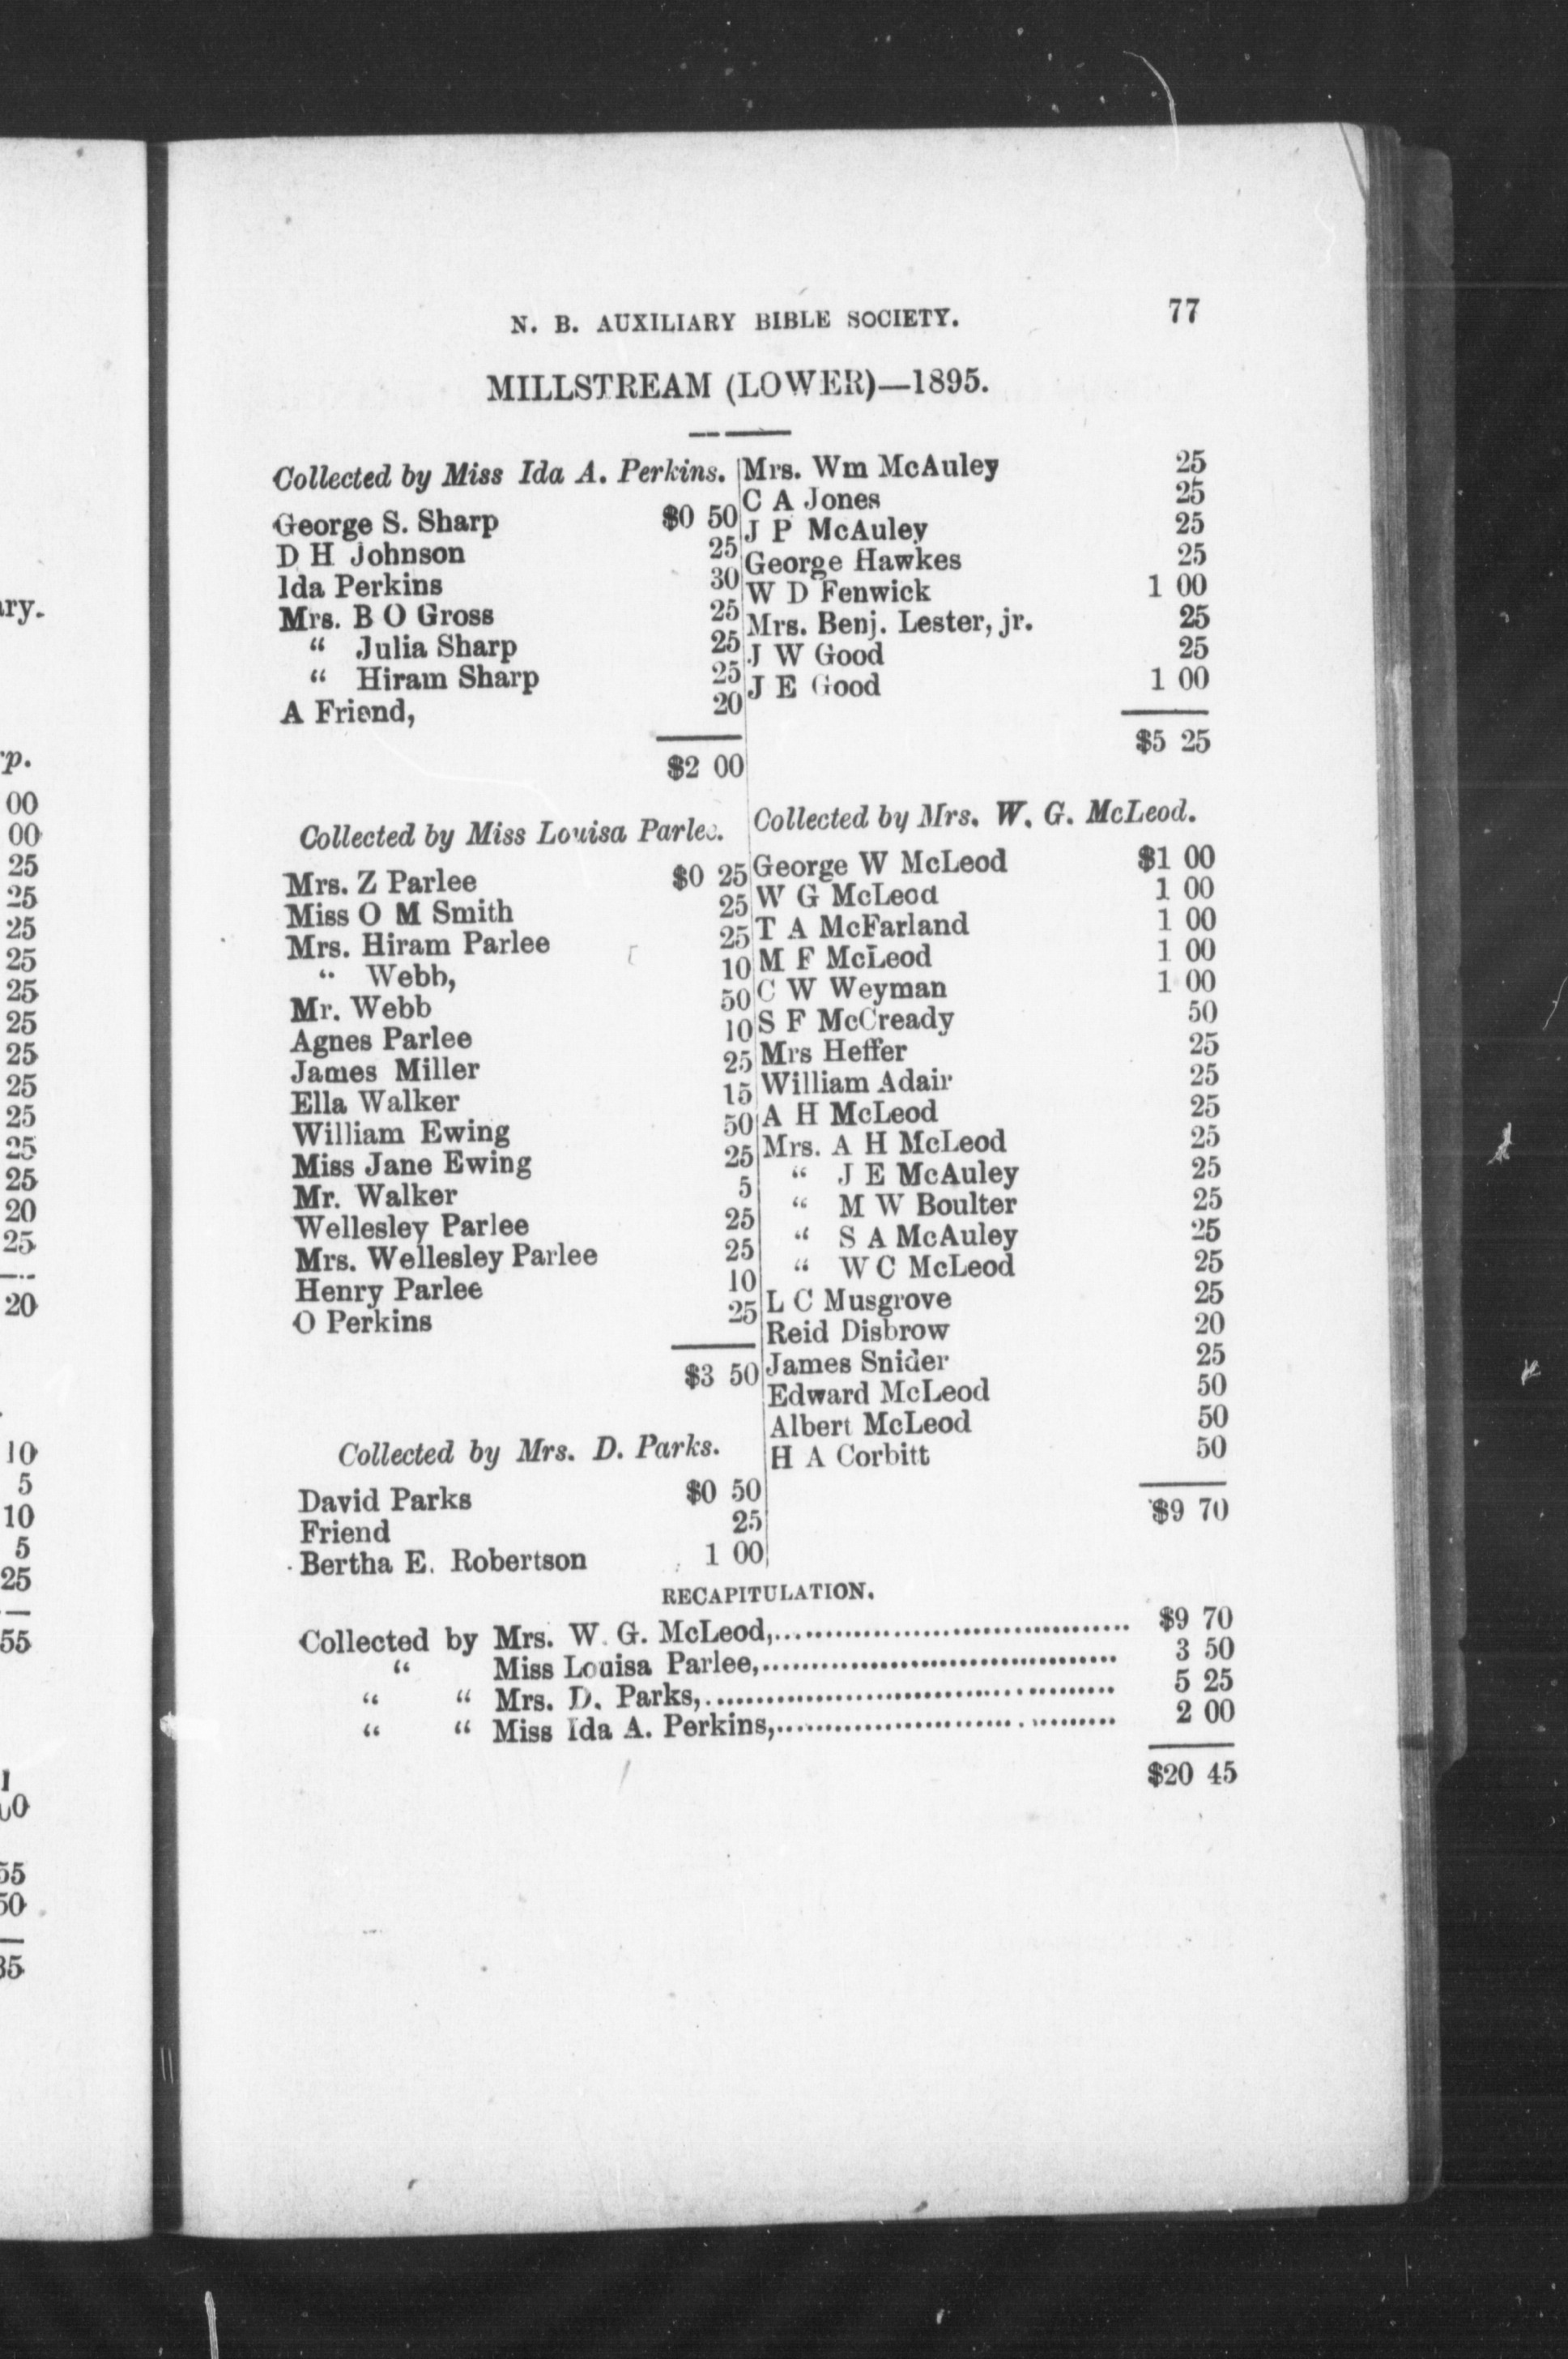 N. B. AUXILIARY BIBLE SOCIETY. 77
MILLSTREAM (LOWER)—1895.
Collected by Miss Ida A. Perkins.
George S. Sharp $0 50
D H Johnson 25
Ida Perkins 30
Mrs. B O Gross 25
“ Julia Sharp 25
“ Hiram Sharp 25
A Friend, 20
$2 00
Collected by Miss Louisa Parlee.
Mrs. Z Parlee $0 25
Miss O M Smith 25
Mrs. Hiram Parlee 25
“ Webb, 10
Mr. Webb 50
Agnes Parlee 10
James Miller 25
Ella Walker 15
William Ewing 50
Miss Jane Ewing 25
Mr. Walker 5
Wellesley Parlee 25
Mrs. Wellesley Parlee 25
Henry Parlee 10
O Perkins 25
$3 50
Collected by Mrs. D. Parks.
David Parks $0 50
Friend 25
Bertha E. Robertson 1 00
Mrs. Wm McAuley 25
C A Jones 25
J P McAuley 25
George Hawkes 25
W D Fenwick 1 00
Mrs. Benj. Lester, jr. 25
J W Good 25
J E Good 1 00
$5 25
Collected by Mrs. W. G. McLeod.
George W McLeod $1 00
W G McLeod 1 00
T A McFarland 1 00
M F McLeod 1 00
C W Weyman 1 00
S F McCready 50
Mrs Heffer 25
William Adair 25
A H McLeod 25
Mrs. A H McLeod 25
“ J E McAuley 25
“ M W Boulter 25
“ S A McAuley 25
“ W C McLeod 25
L C Musgrove 25
Reid Disbrow 20
James Snider 25
Edward McLeod 50
Albert McLeod 50
H A Corbitt 50
$9 70
RECAPITULATION.
Collected by Mrs. W. G. McLeod,.................................... $9 70
“ Miss Louisa Parlee,.................................... 3 50
“ “ Mrs. D. Parks,.......................................... 5 25
“ “ Miss Ida A. Perkins,.................................... 2 00
$20 45